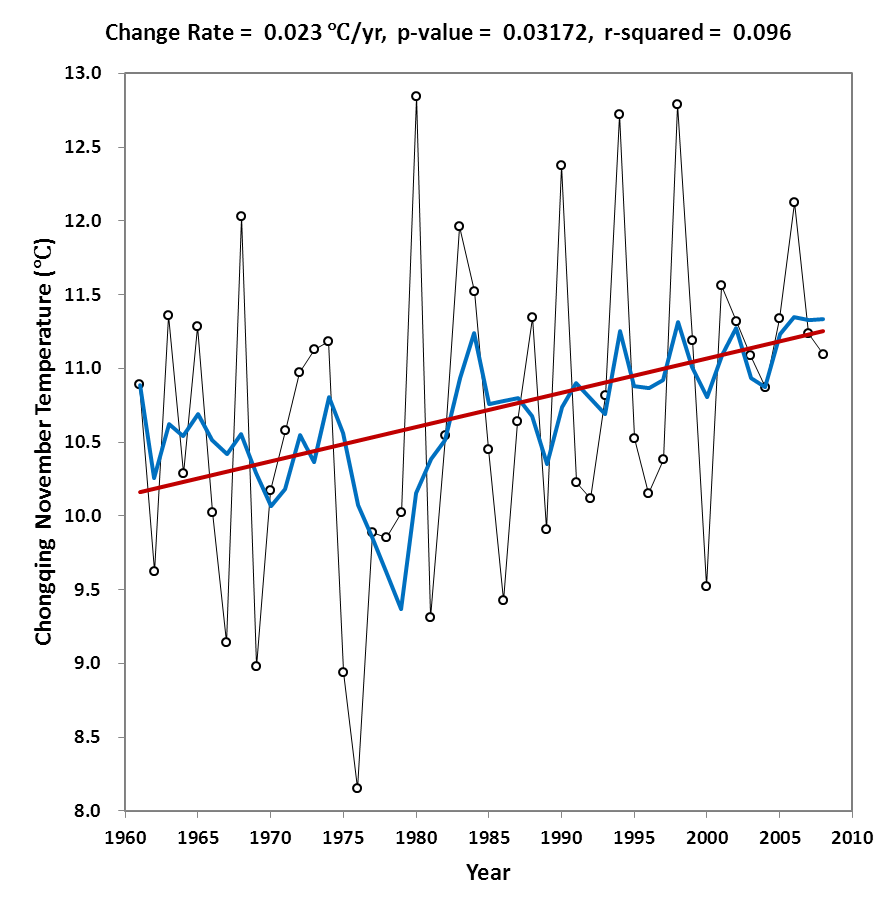 Change Rate = 0.023 ℃/yr, p-value = 0.03172, r-squared = 0.096
13.0
12.5
12.0
11.5
11.0
10.5
10.0
9.5
9.0
8.5
8.0
Chongqing November Temperature (℃)
1960 1965 1970 1975 1980 1985 1990 1995 2000 2005 2010
Year